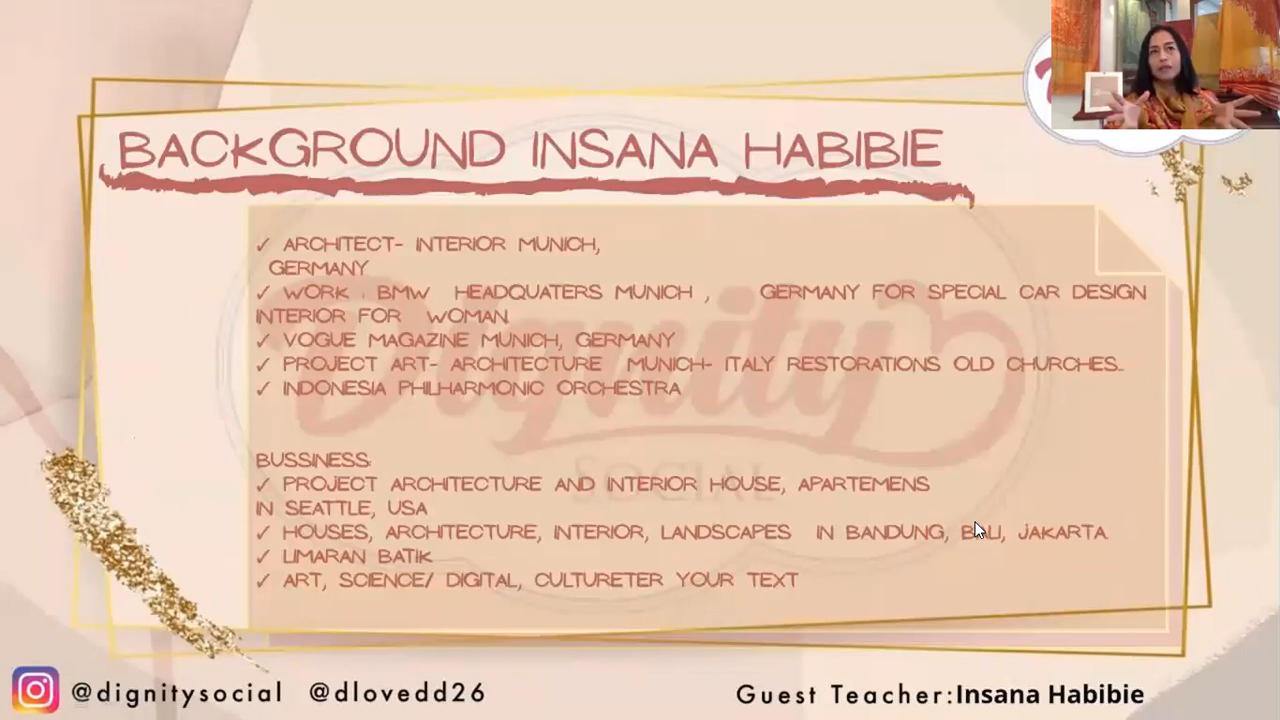 BACKGROUND INSANA HABIBIE
✓ ARCHITECT- INTERIOR MUNICH,
GERMANY
✓ WORK : BMW HEADQUATERS MUNICH , GERMANY FOR SPECIAL CAR DESIGN
INTERIOR FOR WOMAN
✓ VOGUE MAGAZINE MUNICH, GERMANY
✓ PROJECT ART- ARCHITECTURE MUNICH- ITALY RESTORATIONS OLD CHURCHES...
✓ INDONESIA PHILHARMONIC ORCHESTRA
BUSSINESS:
✓ PROJECT ARCHITECTURE AND INTERIOR HOUSE, APARTEMENS
IN SEATTLE, USA
✓ HOUSES, ARCHITECTURE, INTERIOR, LANDSCAPES IN BANDUNG, BALI, JAKARTA
✓ LIMARAN BATIK
✓ ART, SCIENCE/ DIGITAL, CULTURETER YOUR TEXT
Dignity
SOCIAL
@dignitysocial @dlovedd26
Guest Teacher:Insana Habibie